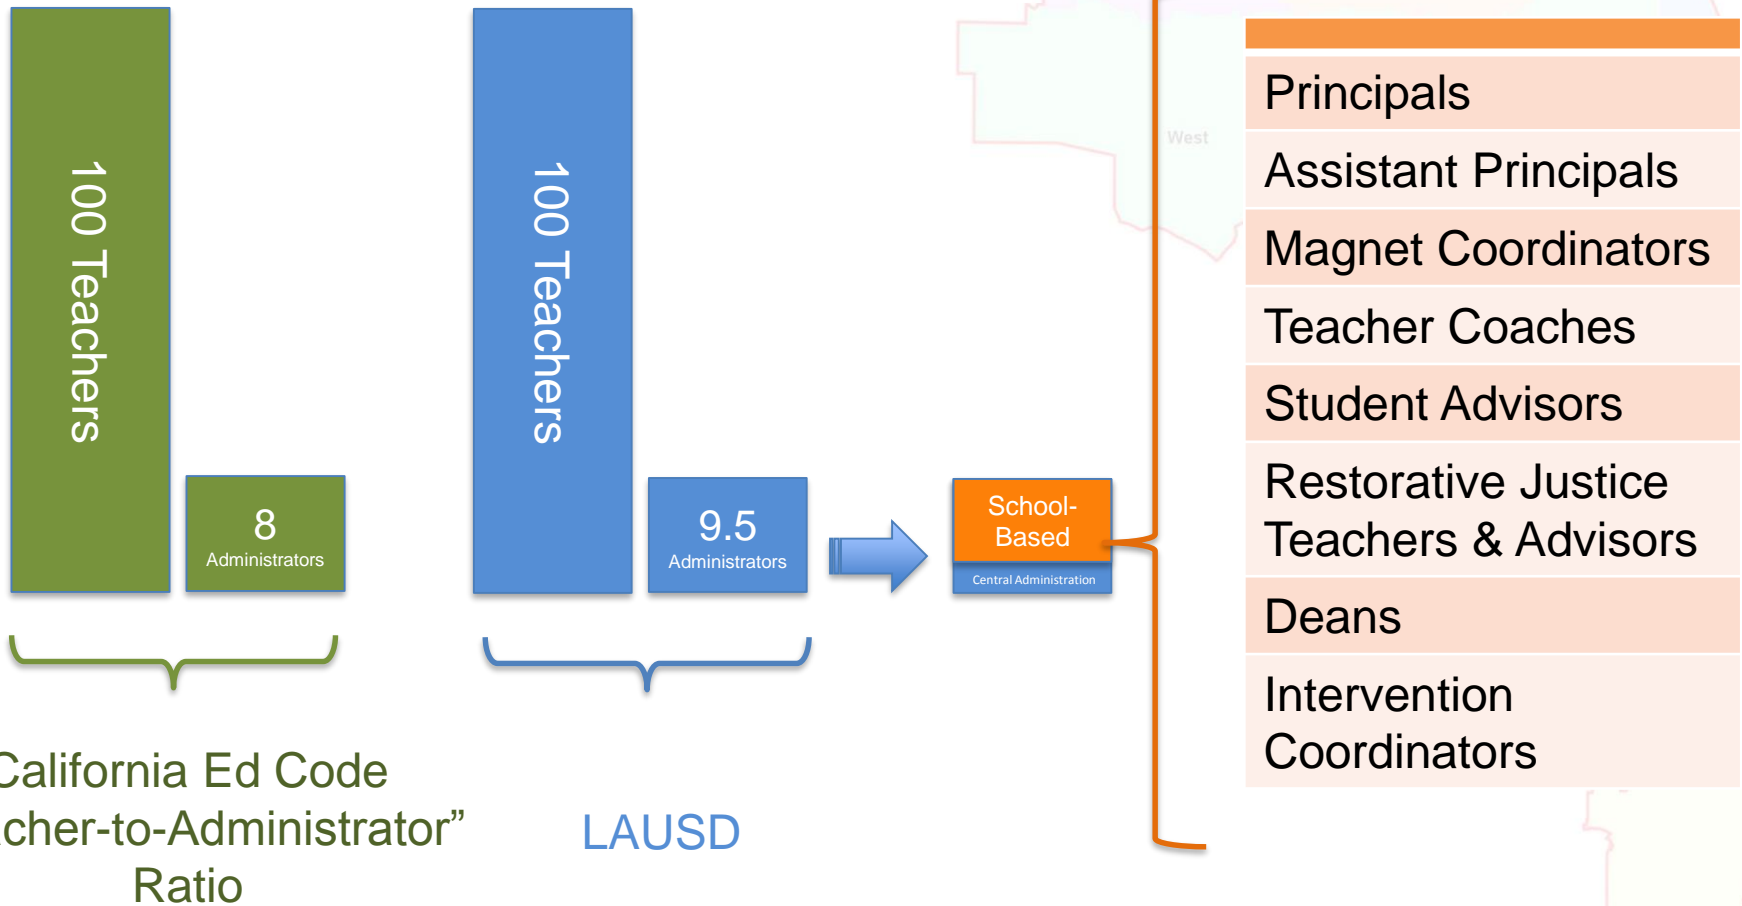 100 Teachers
8
Administrators
100 Teachers
9.5
Administrators
School-
Based
Central Administration
West
Principals
Assistant Principals
Magnet Coordinators
Teacher Coaches
Student Advisors
Restorative Justice
Teachers & Advisors
Deans
Intervention
Coordinators
California Ed Code
cher-to-Administrator”
Ratio
LAUSD